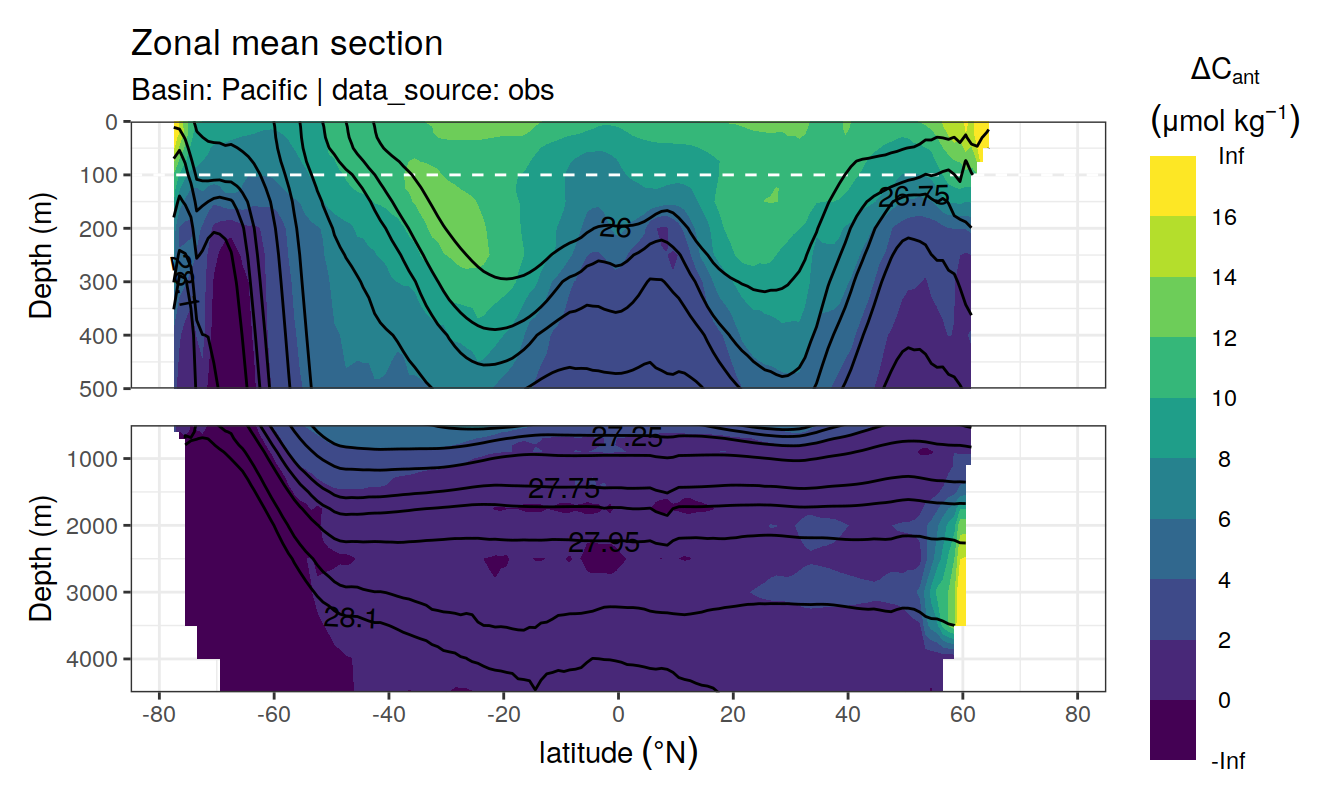 Zonal mean section
Basin: Pacific | data_source: obs
ΔCant
(μmol kg−1)
Inf
16
14
12
10
8
6
4
2
0
-Inf
Depth (m)
0
100
200
300
400
500
26
26.75
28.1
Depth (m)
1000
2000
3000
4000
27.25
27.75
27.95
28.1
-80 -60 -40 -20 0 20 40 60 80
latitude (°N)